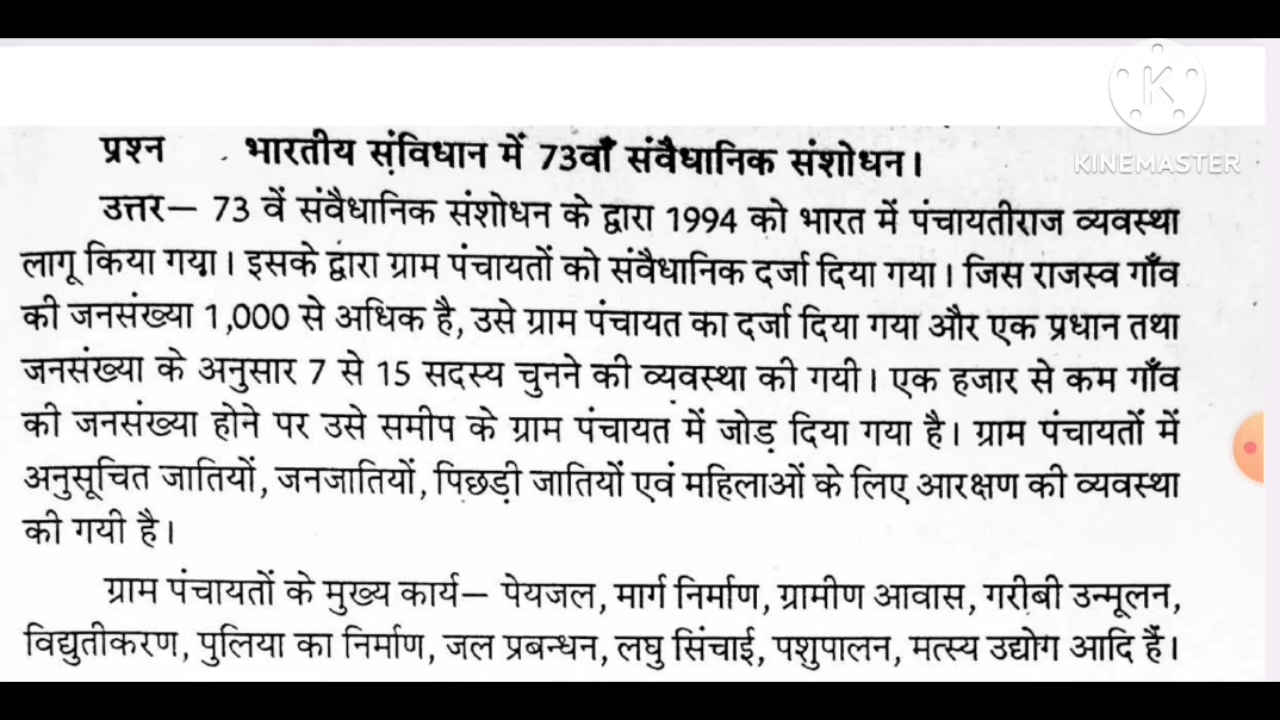 KINEMASTER
प्रश्न . भारतीय संविधान में 73वाँ संवैधानिक संशोधन।
उत्तर— 73 वें संवैधानिक संशोधन के द्वारा 1994 को भारत में पंचायतीराज व्यवस्था
लागू किया गया। इसके द्वारा ग्राम पंचायतों को संवैधानिक दर्जा दिया गया। जिस राजस्व गाँव
की जनसंख्या 1,000 से अधिक है, उसे ग्राम पंचायत का दर्जा दिया गया और एक प्रधान तथा
जनसंख्या के अनुसार 7 से 15 सदस्य चुनने की व्यवस्था की गयी। एक हजार से कम गाँव
की जनसंख्या होने पर उसे समीप के ग्राम पंचायत में जोड़ दिया गया है। ग्राम पंचायतों में
अनुसूचित जातियों, जनजातियों, पिछड़ी जातियों एवं महिलाओं के लिए आरक्षण की व्यवस्था
की गयी है।
ग्राम पंचायतों के मुख्य कार्य— पेयजल, मार्ग निर्माण, ग्रामीण आवास, गरीबी उन्मूलन,
विद्युतीकरण, पुलिया का निर्माण, जल प्रबन्धन, लघु सिंचाई, पशुपालन, मत्स्य उद्योग आदि हैं।